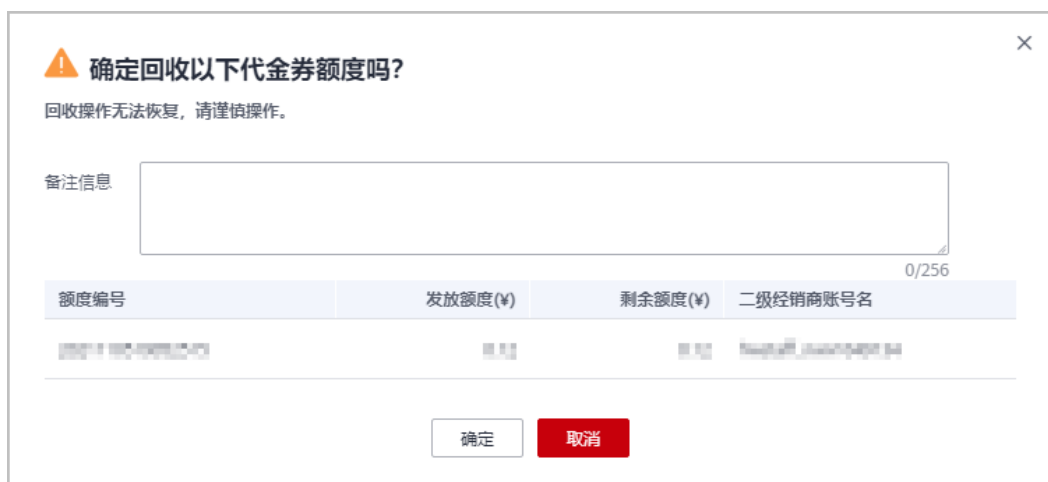 确定回收以下代金券额度吗？
回收操作无法恢复，请谨慎操作。
备注信息
0/256
额度编号 发放额度(¥) 剩余额度(¥) 二级经销商账号名
确定 取消